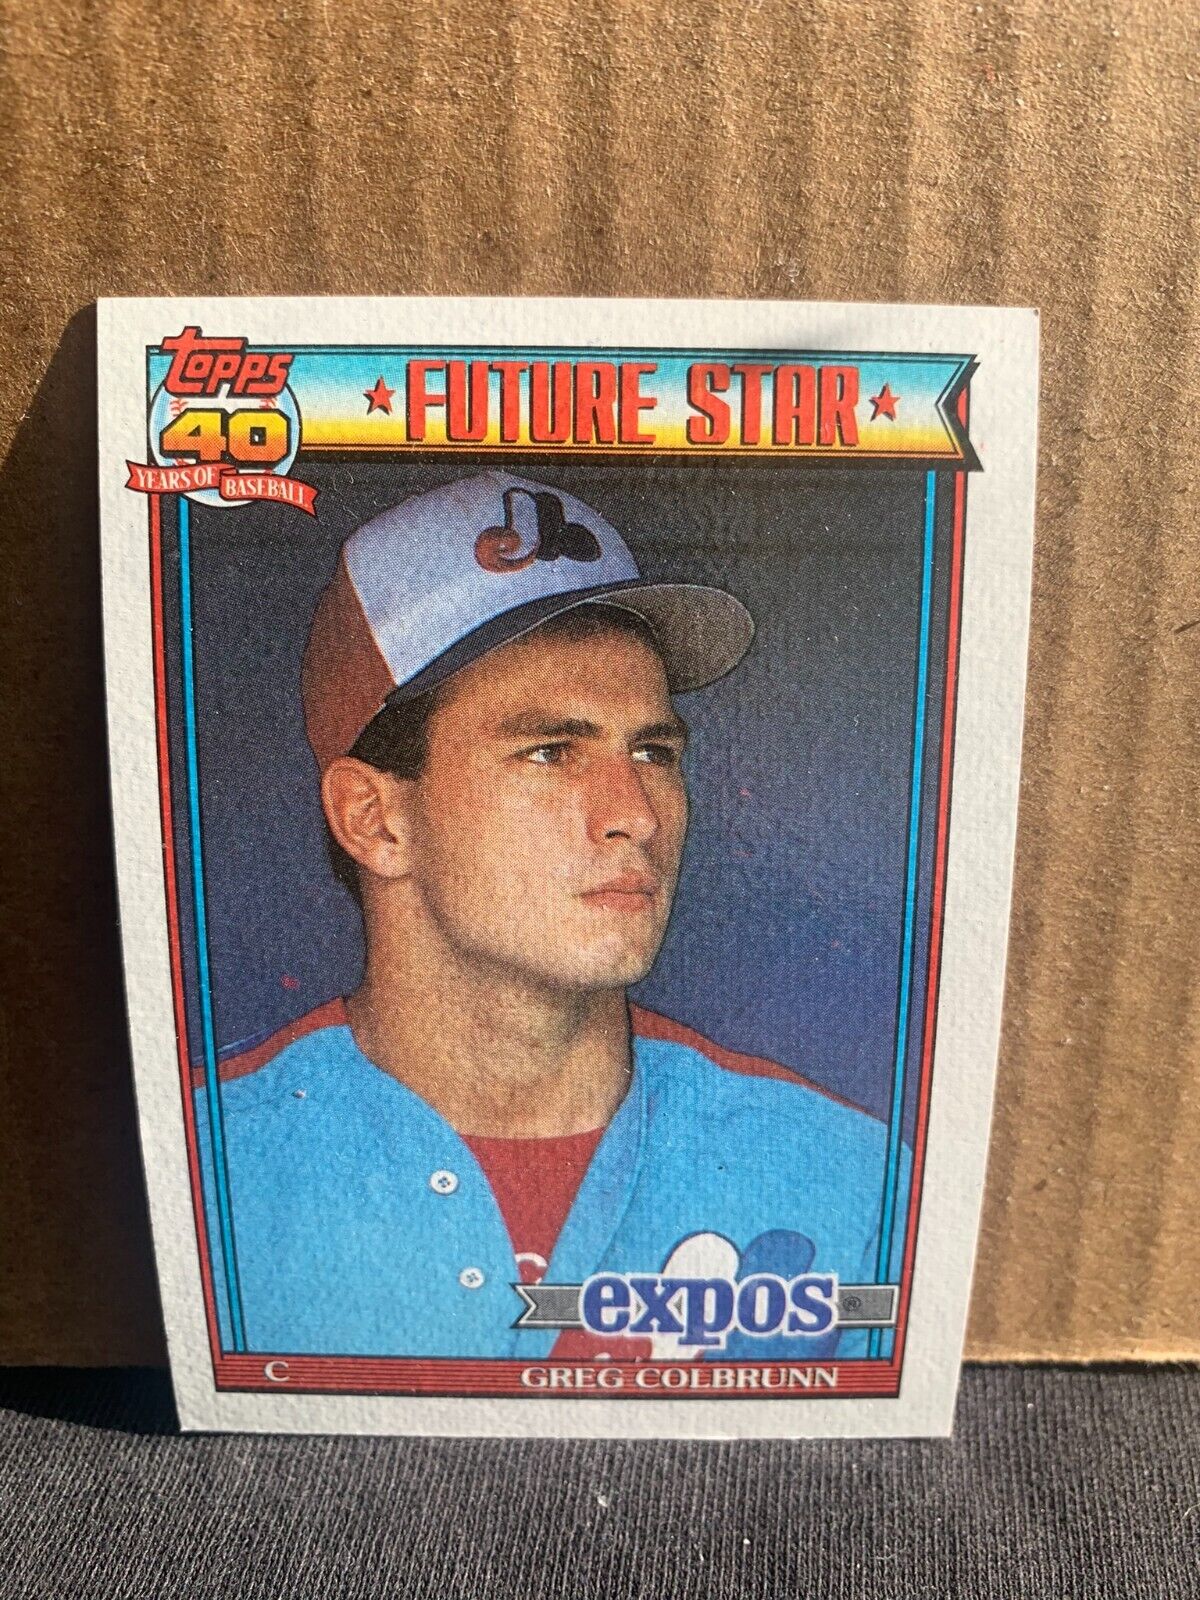 topps
40
YEARS OF BASEBALL
★ FUTURE STAR ★
expos®
C GREG COLBRUNN